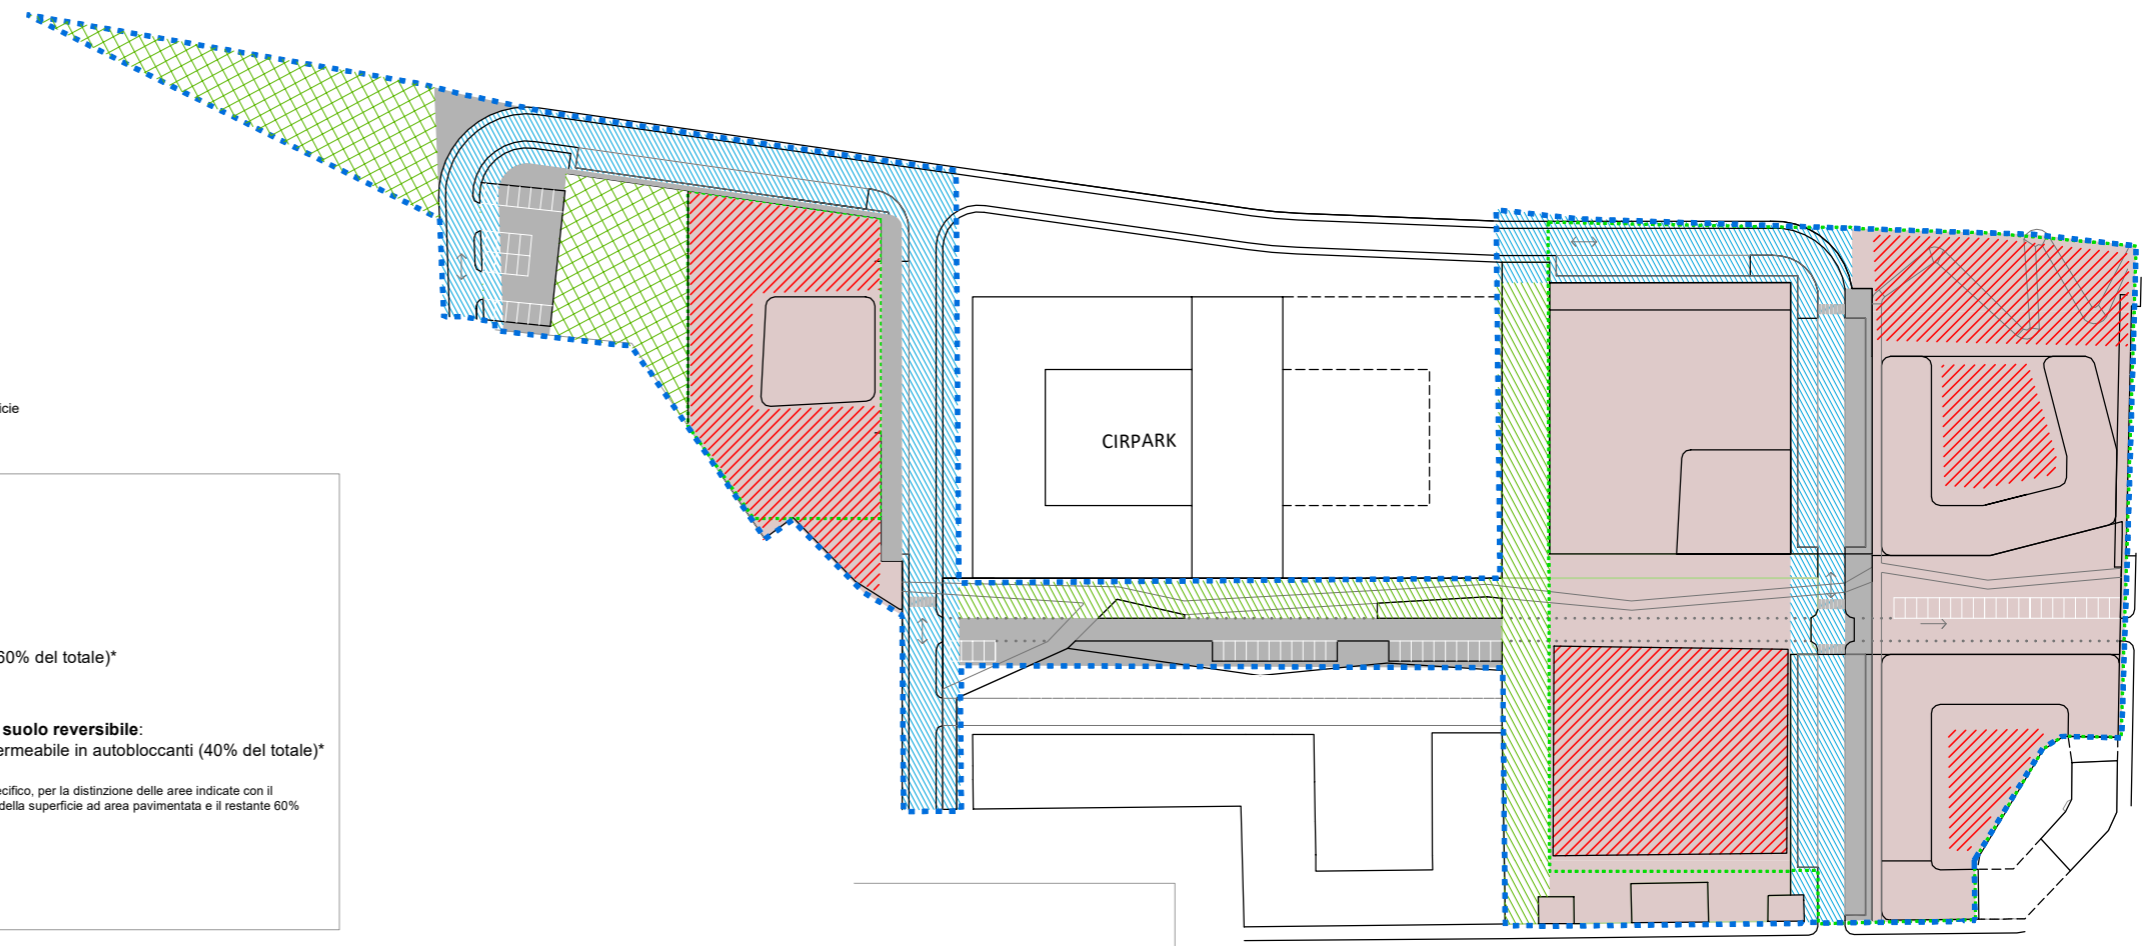 cie
CIRPARK
60% del totale)*
suolo reversibile:
ermeabile in autobloccanti (40% del totale)*
ecifico, per la distinzione delle aree indicate con il
della superficie ad area pavimentata e il restante 60%